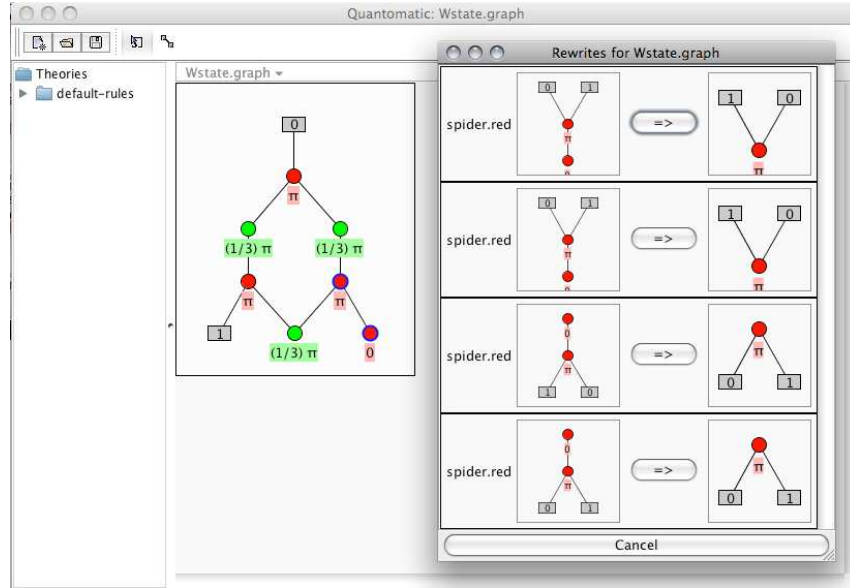 Quantomatic: Wstate.graph
Theories
default-rules
Wstate.graph
0
π
(1/3) π
(1/3) π
π
π
1
(1/3) π
0
Rewrites for Wstate.graph
0 1
π
spider.red
=>
1 0
π
0 1
π
spider.red
=>
1 0
π
0
π
1 0
spider.red
=>
π
0 1
0
π
0 1
spider.red
=>
π
0 1
Cancel